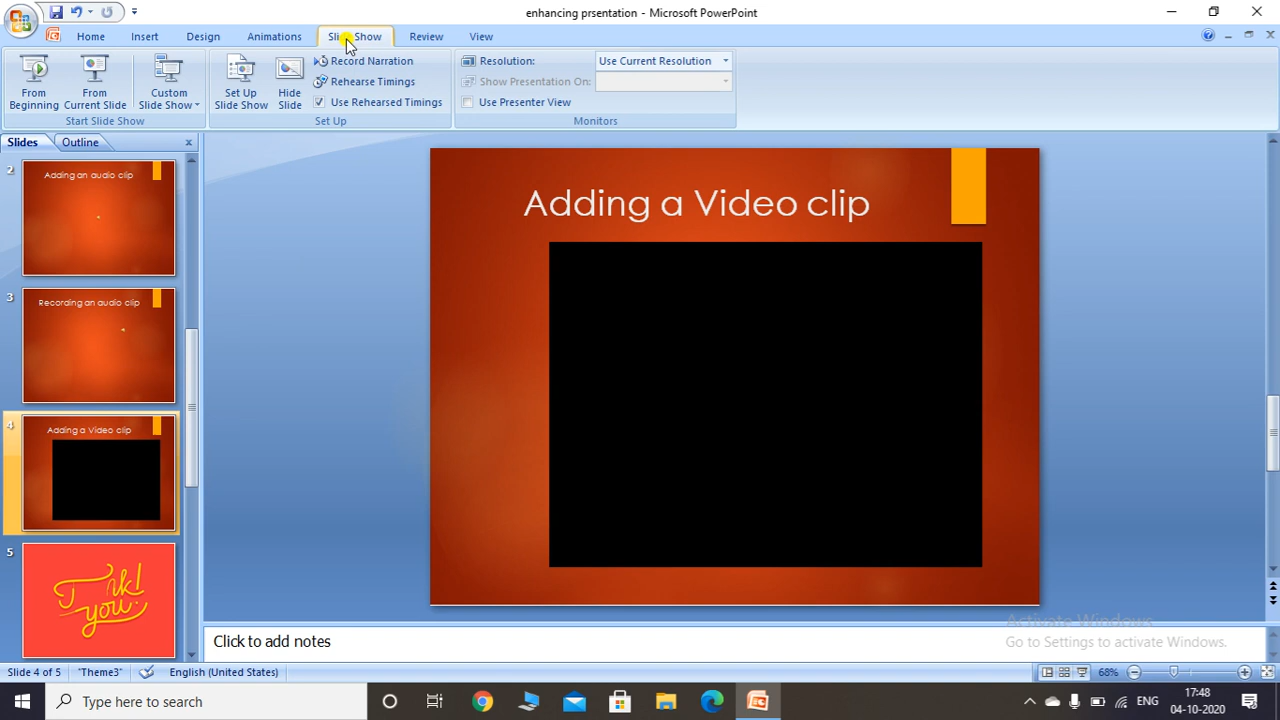 enhancing prsentation - Microsoft PowerPoint
Home Insert Design Animations Slide Show Review View
From Beginning
From Current Slide
Custom Slide Show
Start Slide Show
Set Up Slide Show
Hide Slide
Record Narration
Rehearse Timings
Use Rehearsed Timings
Set Up
Resolution: Use Current Resolution
Show Presentation On:
Use Presenter View
Monitors
Slides Outline
2
Adding an audio clip
3
Recording an audio clip
4
Adding a Video clip
5
Thnk!
you!
Adding a Video clip
Click to add notes
Activate Windows
Go to Settings to activate Windows.
Slide 4 of 5 "Theme3" English (United States) 68%
Type here to search
ENG
17:48
04-10-2020